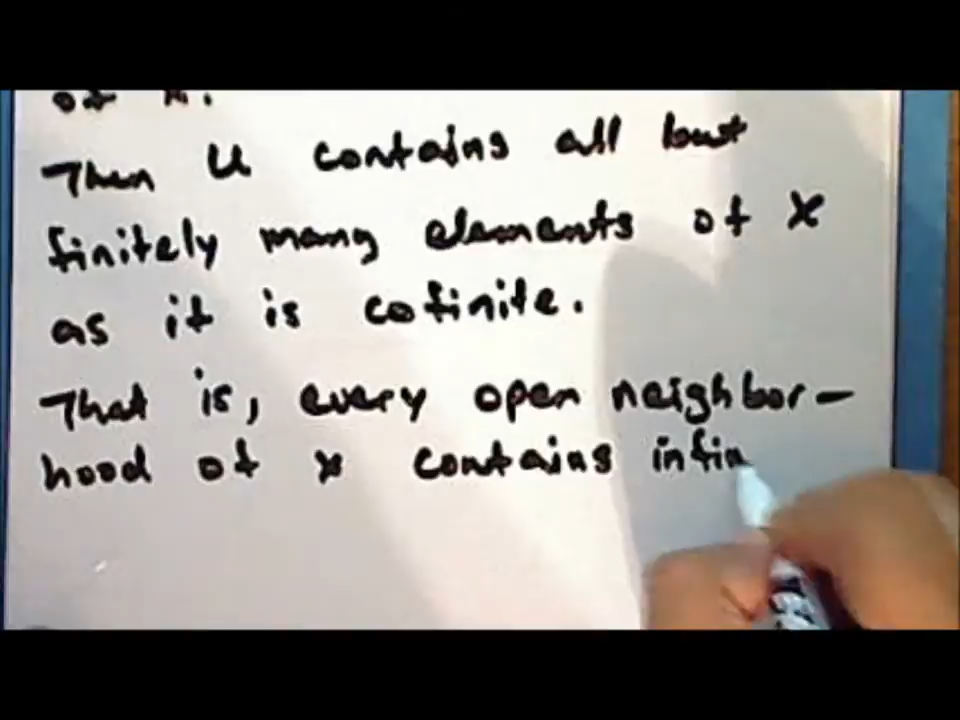 of x.
Then U contains all but
finitely many elements of X
as it is cofinite.
That is, every open neighbor-
hood of x contains infin